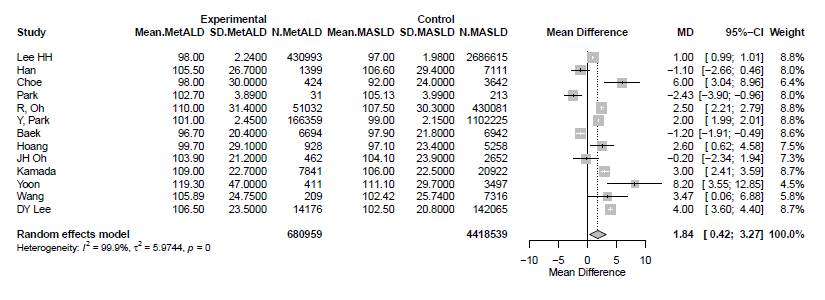 Experimental Control
Study Mean.MetALD SD.MetALD N.MetALD Mean.MASLD SD.MASLD N.MASLD Mean Difference MD 95%-CI Weight
Lee HH 98.00 2.2400 430993 97.00 1.9800 2686615 1.00 [ 0.99; 1.01] 8.8%
Han 105.50 26.7000 1399 106.60 29.4000 7111 -1.10 [-2.66; 0.46] 8.0%
Choe 98.00 30.0000 424 92.00 24.0000 3642 6.00 [ 3.04; 8.96] 6.3%
Park 102.70 3.8900 31 105.13 3.9900 213 -2.43 [-3.90; -0.96] 8.1%
R, Oh 110.00 31.4000 51032 107.50 30.3000 430081 2.50 [ 2.21; 2.79] 8.7%
Y, Park 101.00 2.4500 166359 99.00 2.1500 1102225 2.00 [ 1.99; 2.01] 8.8%
Baek 96.70 20.4000 6694 97.90 21.8000 6942 -1.20 [-1.91; -0.49] 8.6%
Hoang 99.70 29.1000 928 97.10 23.4000 5258 2.60 [ 0.62; 4.58] 7.5%
JH Oh 103.90 21.2000 462 104.10 23.9000 2652 -0.20 [-2.34; 1.94] 7.3%
Kamada 109.00 22.7000 7841 106.00 22.5000 20922 3.00 [ 2.41; 3.59] 8.6%
Yoon 119.30 47.0000 411 111.10 29.7000 3497 8.20 [ 3.55; 12.85] 4.5%
Wang 105.89 24.7500 209 102.42 25.7400 7316 3.47 [ 0.06; 6.88] 5.8%
DY Lee 106.50 23.5000 14176 102.50 20.8000 142065 4.00 [ 3.60; 4.40] 8.7%
Random effects model 680959 4418539 1.84 [ 0.42; 3.27] 100.0%
Heterogeneity: I² = 99.9%, τ² = 5.9744, p = 0
-10 -5 0 5 10
Mean Difference